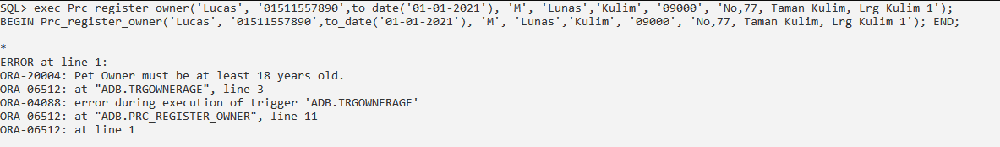 SQL> exec Prc_register_owner('Lucas', '01511557890',to_date('01-01-2021'), 'M', 'Lunas','Kulim', '09000', 'No,77, Taman Kulim, Lrg Kulim 1');
BEGIN Prc_register_owner('Lucas', '01511557890',to_date('01-01-2021'), 'M', 'Lunas','Kulim', '09000', 'No,77, Taman Kulim, Lrg Kulim 1'); END;
*
ERROR at line 1:
ORA-20004: Pet Owner must be at least 18 years old.
ORA-06512: at "ADB.TRGOWNERAGE", line 3
ORA-04088: error during execution of trigger 'ADB.TRGOWNERAGE'
ORA-06512: at "ADB.PRC_REGISTER_OWNER", line 11
ORA-06512: at line 1